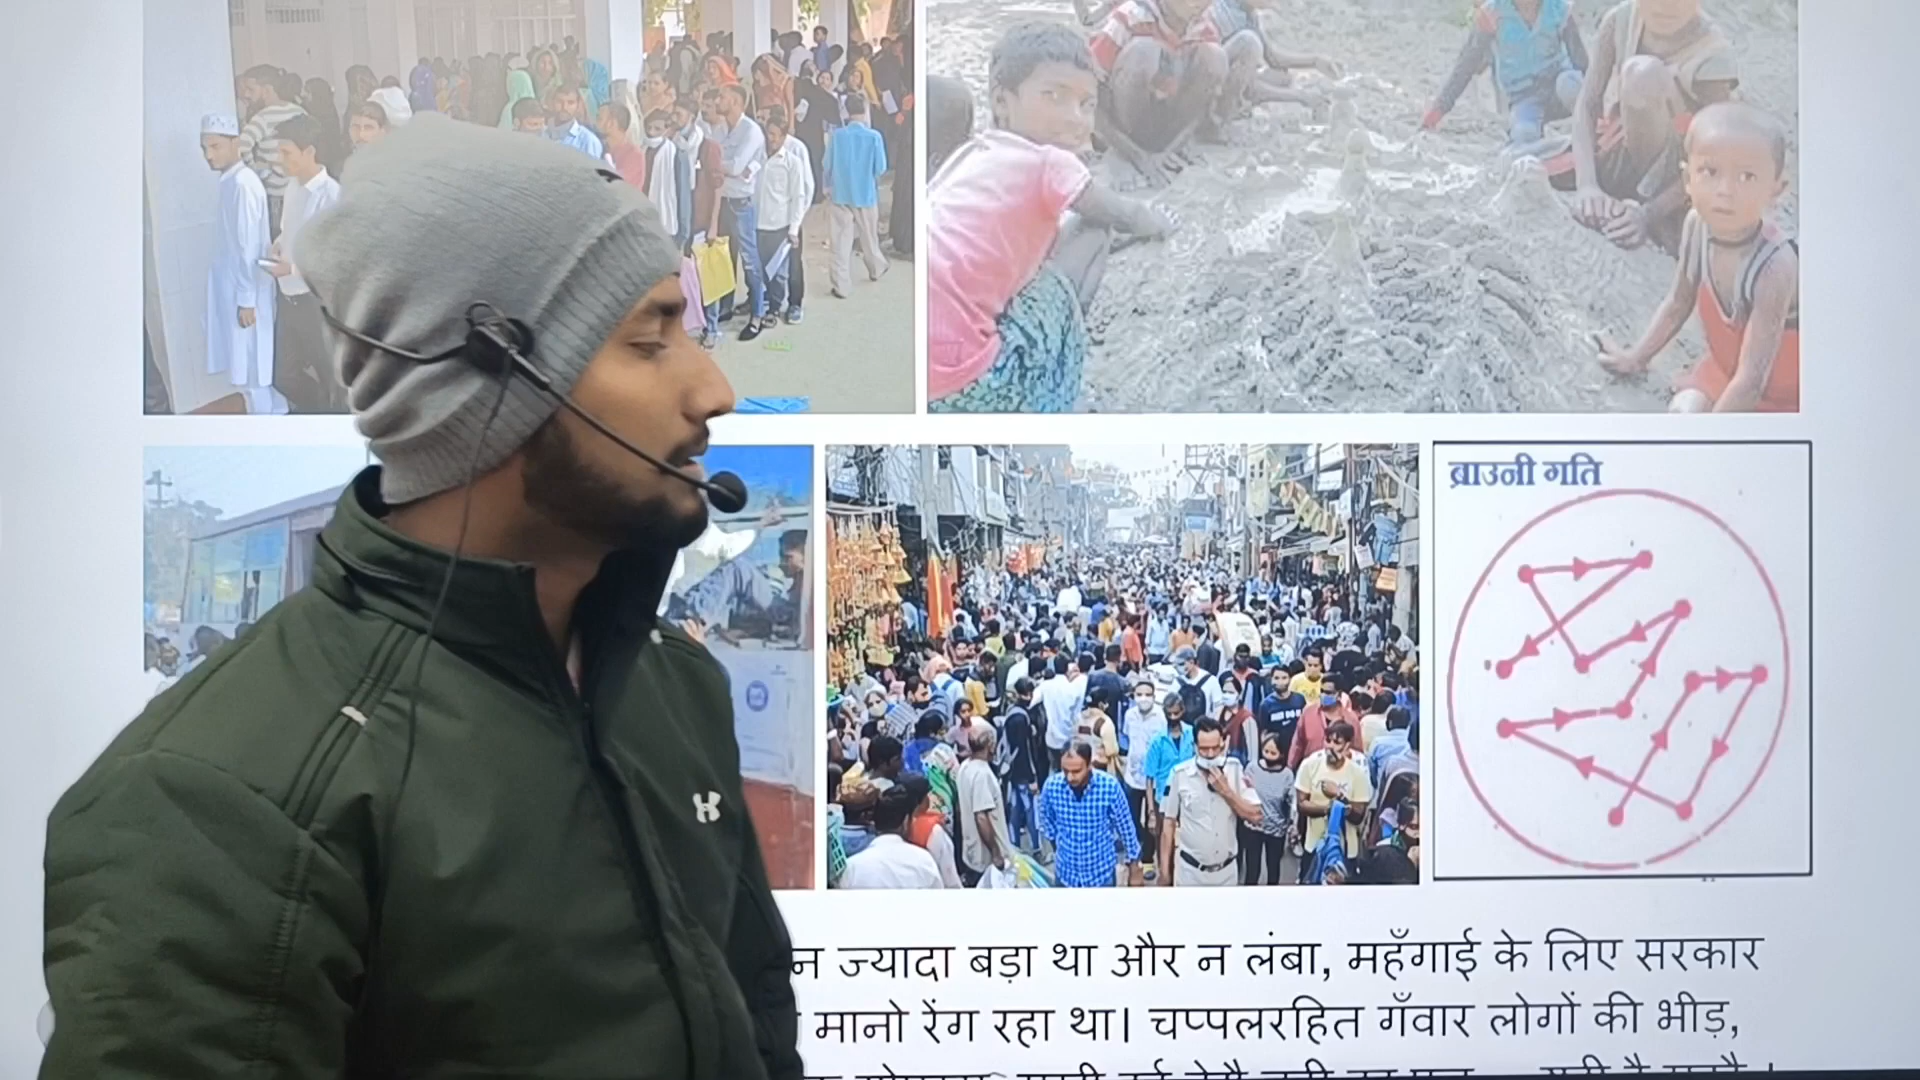 ब्राउनी गति
न ज्यादा बड़ा था और न लंबा, महँगाई के लिए सरकार
मानो रेंग रहा था। चप्पलरहित गँवार लोगों की भीड़,